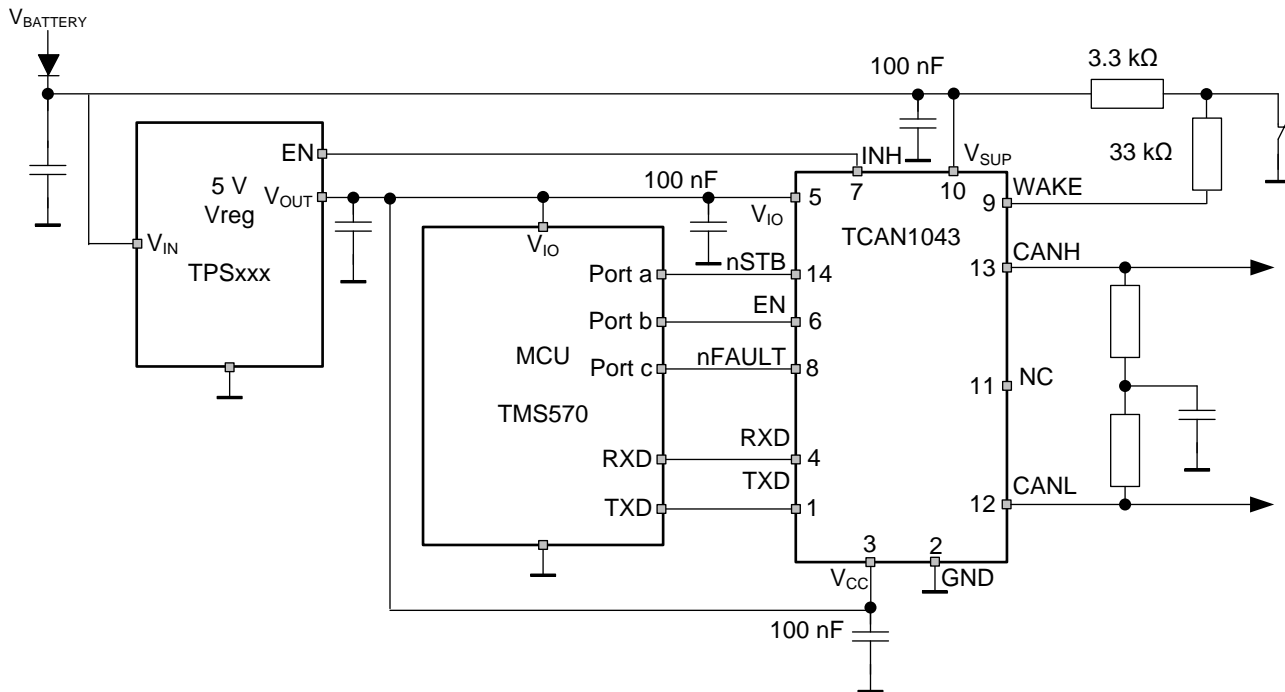 VBATTERY
3.3 kΩ
100 nF
33 kΩ
EN
INH
VSUP
7
10
5 V
Vreg
VOUT
100 nF
5
VIO
9
WAKE
VIN
TPSxxx
VIO
TCAN1043
Port a
nSTB
14
13
CANH
Port b
EN
6
MCU
Port c
nFAULT
8
11
NC
TMS570
RXD
RXD
4
TXD
TXD
1
12
CANL
3
2
VCC
GND
100 nF